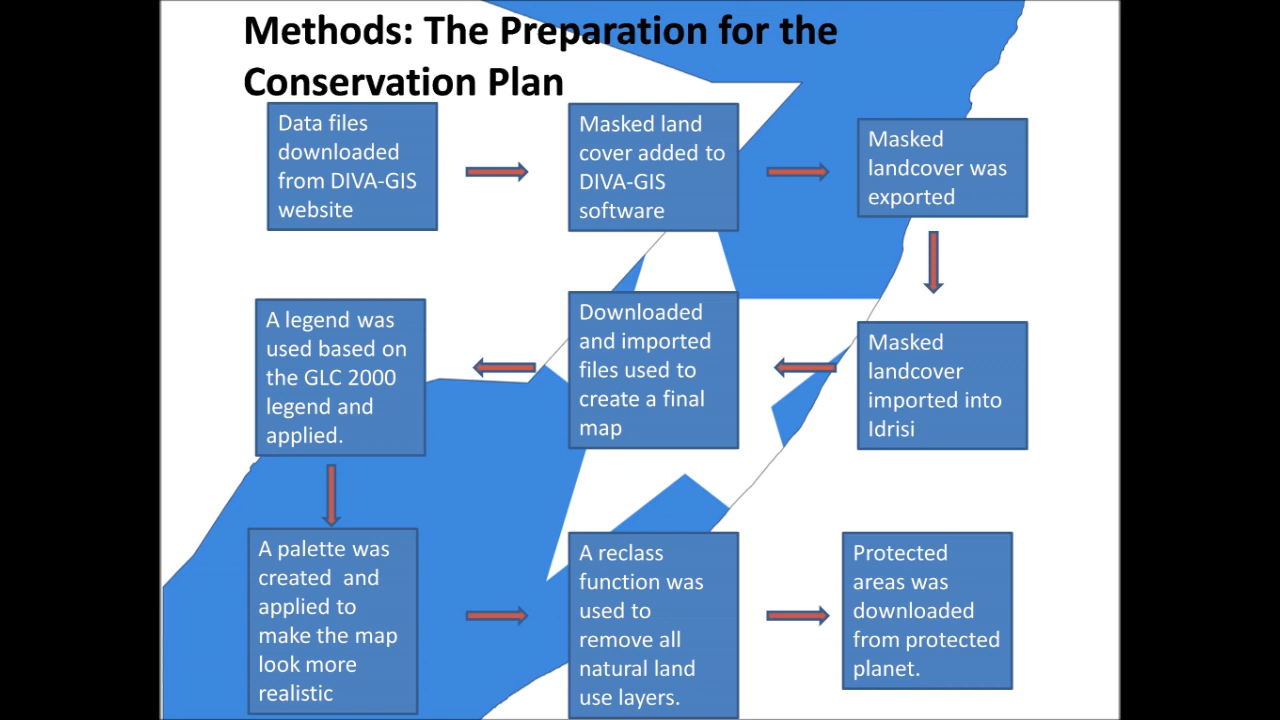 Methods: The Preparation for the
Conservation Plan
Data files
downloaded
from DIVA-GIS
website
Masked land
cover added to
DIVA-GIS
software
Masked
landcover was
exported
Masked
landcover
imported into
Idrisi
Downloaded
and imported
files used to
create a final
map
A legend was
used based on
the GLC 2000
legend and
applied.
A palette was
created and
applied to
make the map
look more
realistic
A reclass
function was
used to
remove all
natural land
use layers.
Protected
areas was
downloaded
from protected
planet.